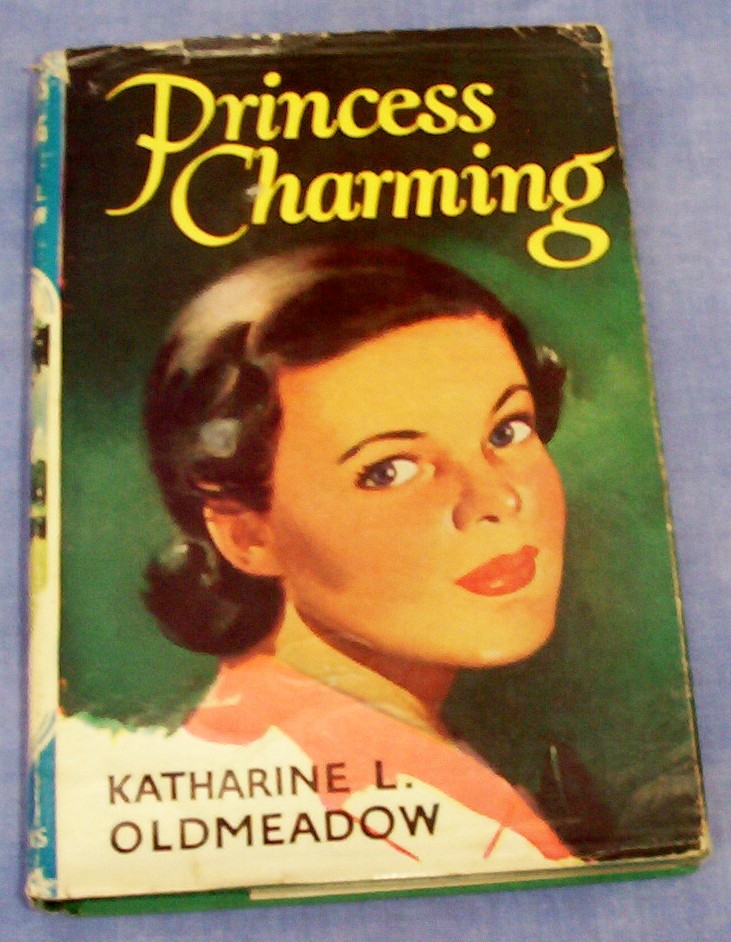 Princess
Charming
KATHARINE L.
OLDMEADOW